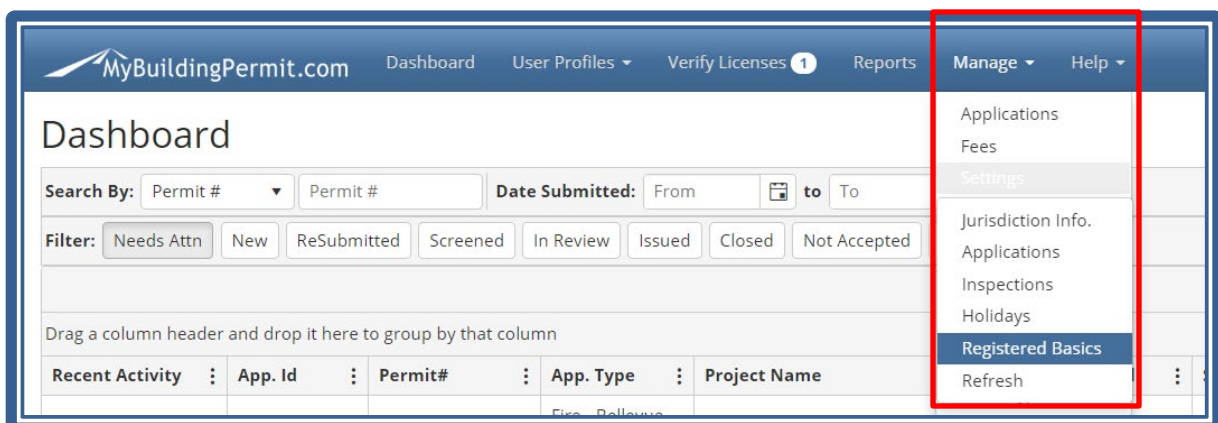 MyBuildingPermit.com Dashboard User Profiles Verify Licenses 1 Reports Manage Help
Dashboard
Applications
Fees
Settings
Search By: Permit # Permit # Date Submitted: From to To
Filter: Needs Attn New ReSubmitted Screened In Review Issued Closed Not Accepted
Jurisdiction Info.
Applications
Inspections
Holidays
Registered Basics
Refresh
Drag a column header and drop it here to group by that column
Recent Activity App. Id Permit# App. Type Project Name